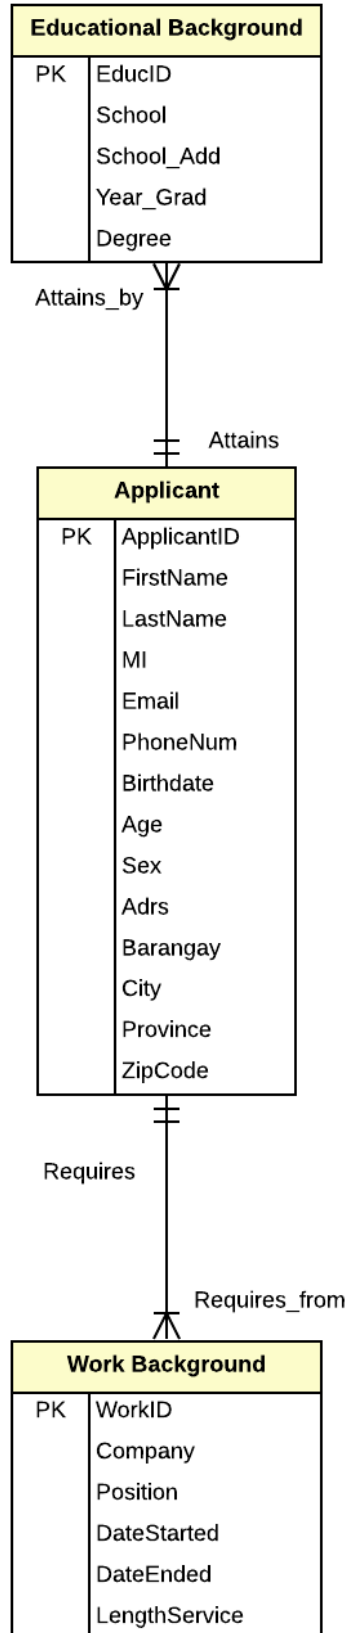 Educational Background
PK EducID
School
School_Add
Year_Grad
Degree
Attains_by
Attains
Applicant
PK ApplicantID
FirstName
LastName
MI
Email
PhoneNum
Birthdate
Age
Sex
Adrs
Barangay
City
Province
ZipCode
Requires
Requires_from
Work Background
PK WorkID
Company
Position
DateStarted
DateEnded
LengthService